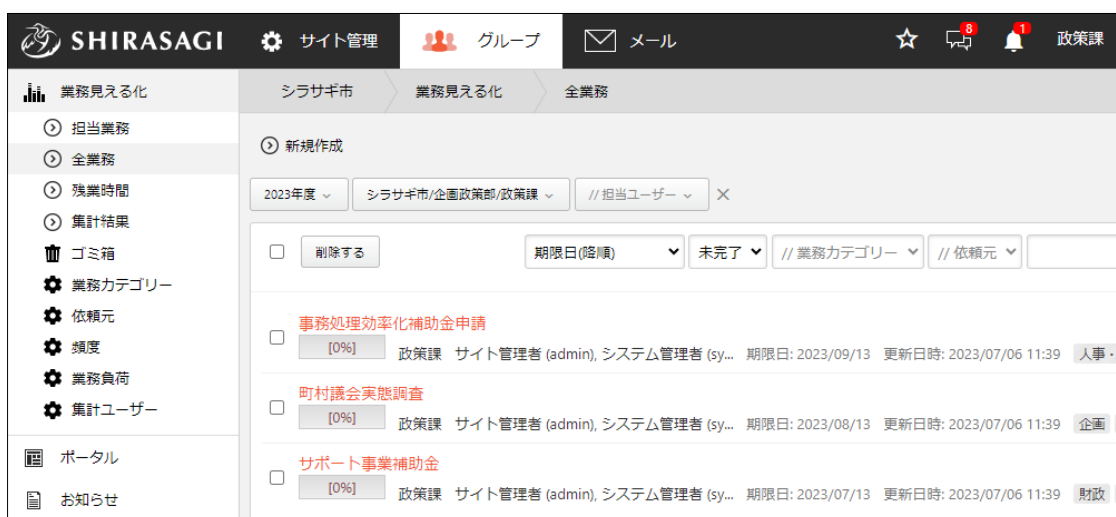 SHIRASAGI サイト管理 グループ メール 8 1 政策課
業務見える化
担当業務
全業務
残業時間
集計結果
ゴミ箱
業務カテゴリー
依頼元
頻度
業務負荷
集計ユーザー
ポータル
お知らせ
シラサギ市 業務見える化 全業務
新規作成
2023年度 シラサギ市/企画政策部/政策課 // 担当ユーザー
削除する 期限日(降順) 未完了 // 業務カテゴリー // 依頼元
事務処理効率化補助金申請
[0%] 政策課 サイト管理者 (admin), システム管理者 (sy... 期限日: 2023/09/13 更新日時: 2023/07/06 11:39 人事・
町村議会実態調査
[0%] 政策課 サイト管理者 (admin), システム管理者 (sy... 期限日: 2023/08/13 更新日時: 2023/07/06 11:39 企画
サポート事業補助金
[0%] 政策課 サイト管理者 (admin), システム管理者 (sy... 期限日: 2023/07/13 更新日時: 2023/07/06 11:39 財政